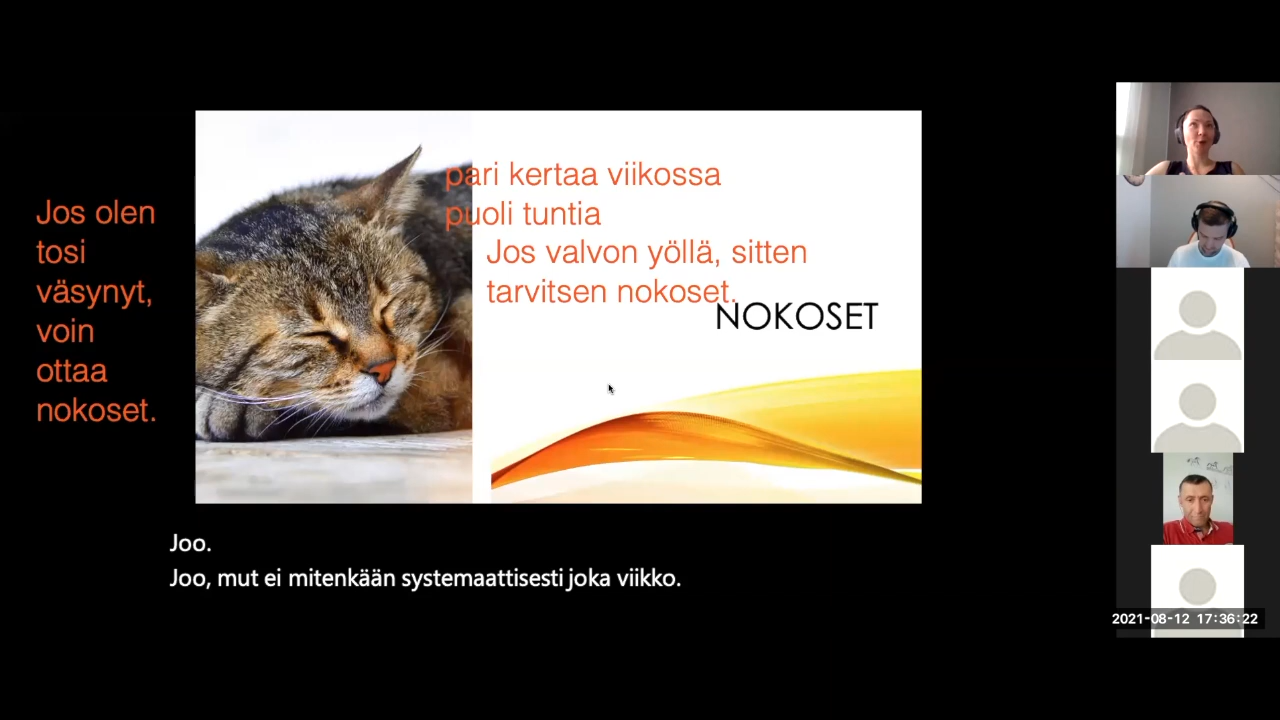 Jos olen
tosi
väsynyt,
voin
ottaa
nokoset.
pari kertaa viikossa
puoli tuntia
Jos valvon yöllä, sitten
tarvitsen nokoset.
NOKOSET
Joo.
Joo, mut ei mitenkään systemaattisesti joka viikko.
2021-08-12 17:36:22